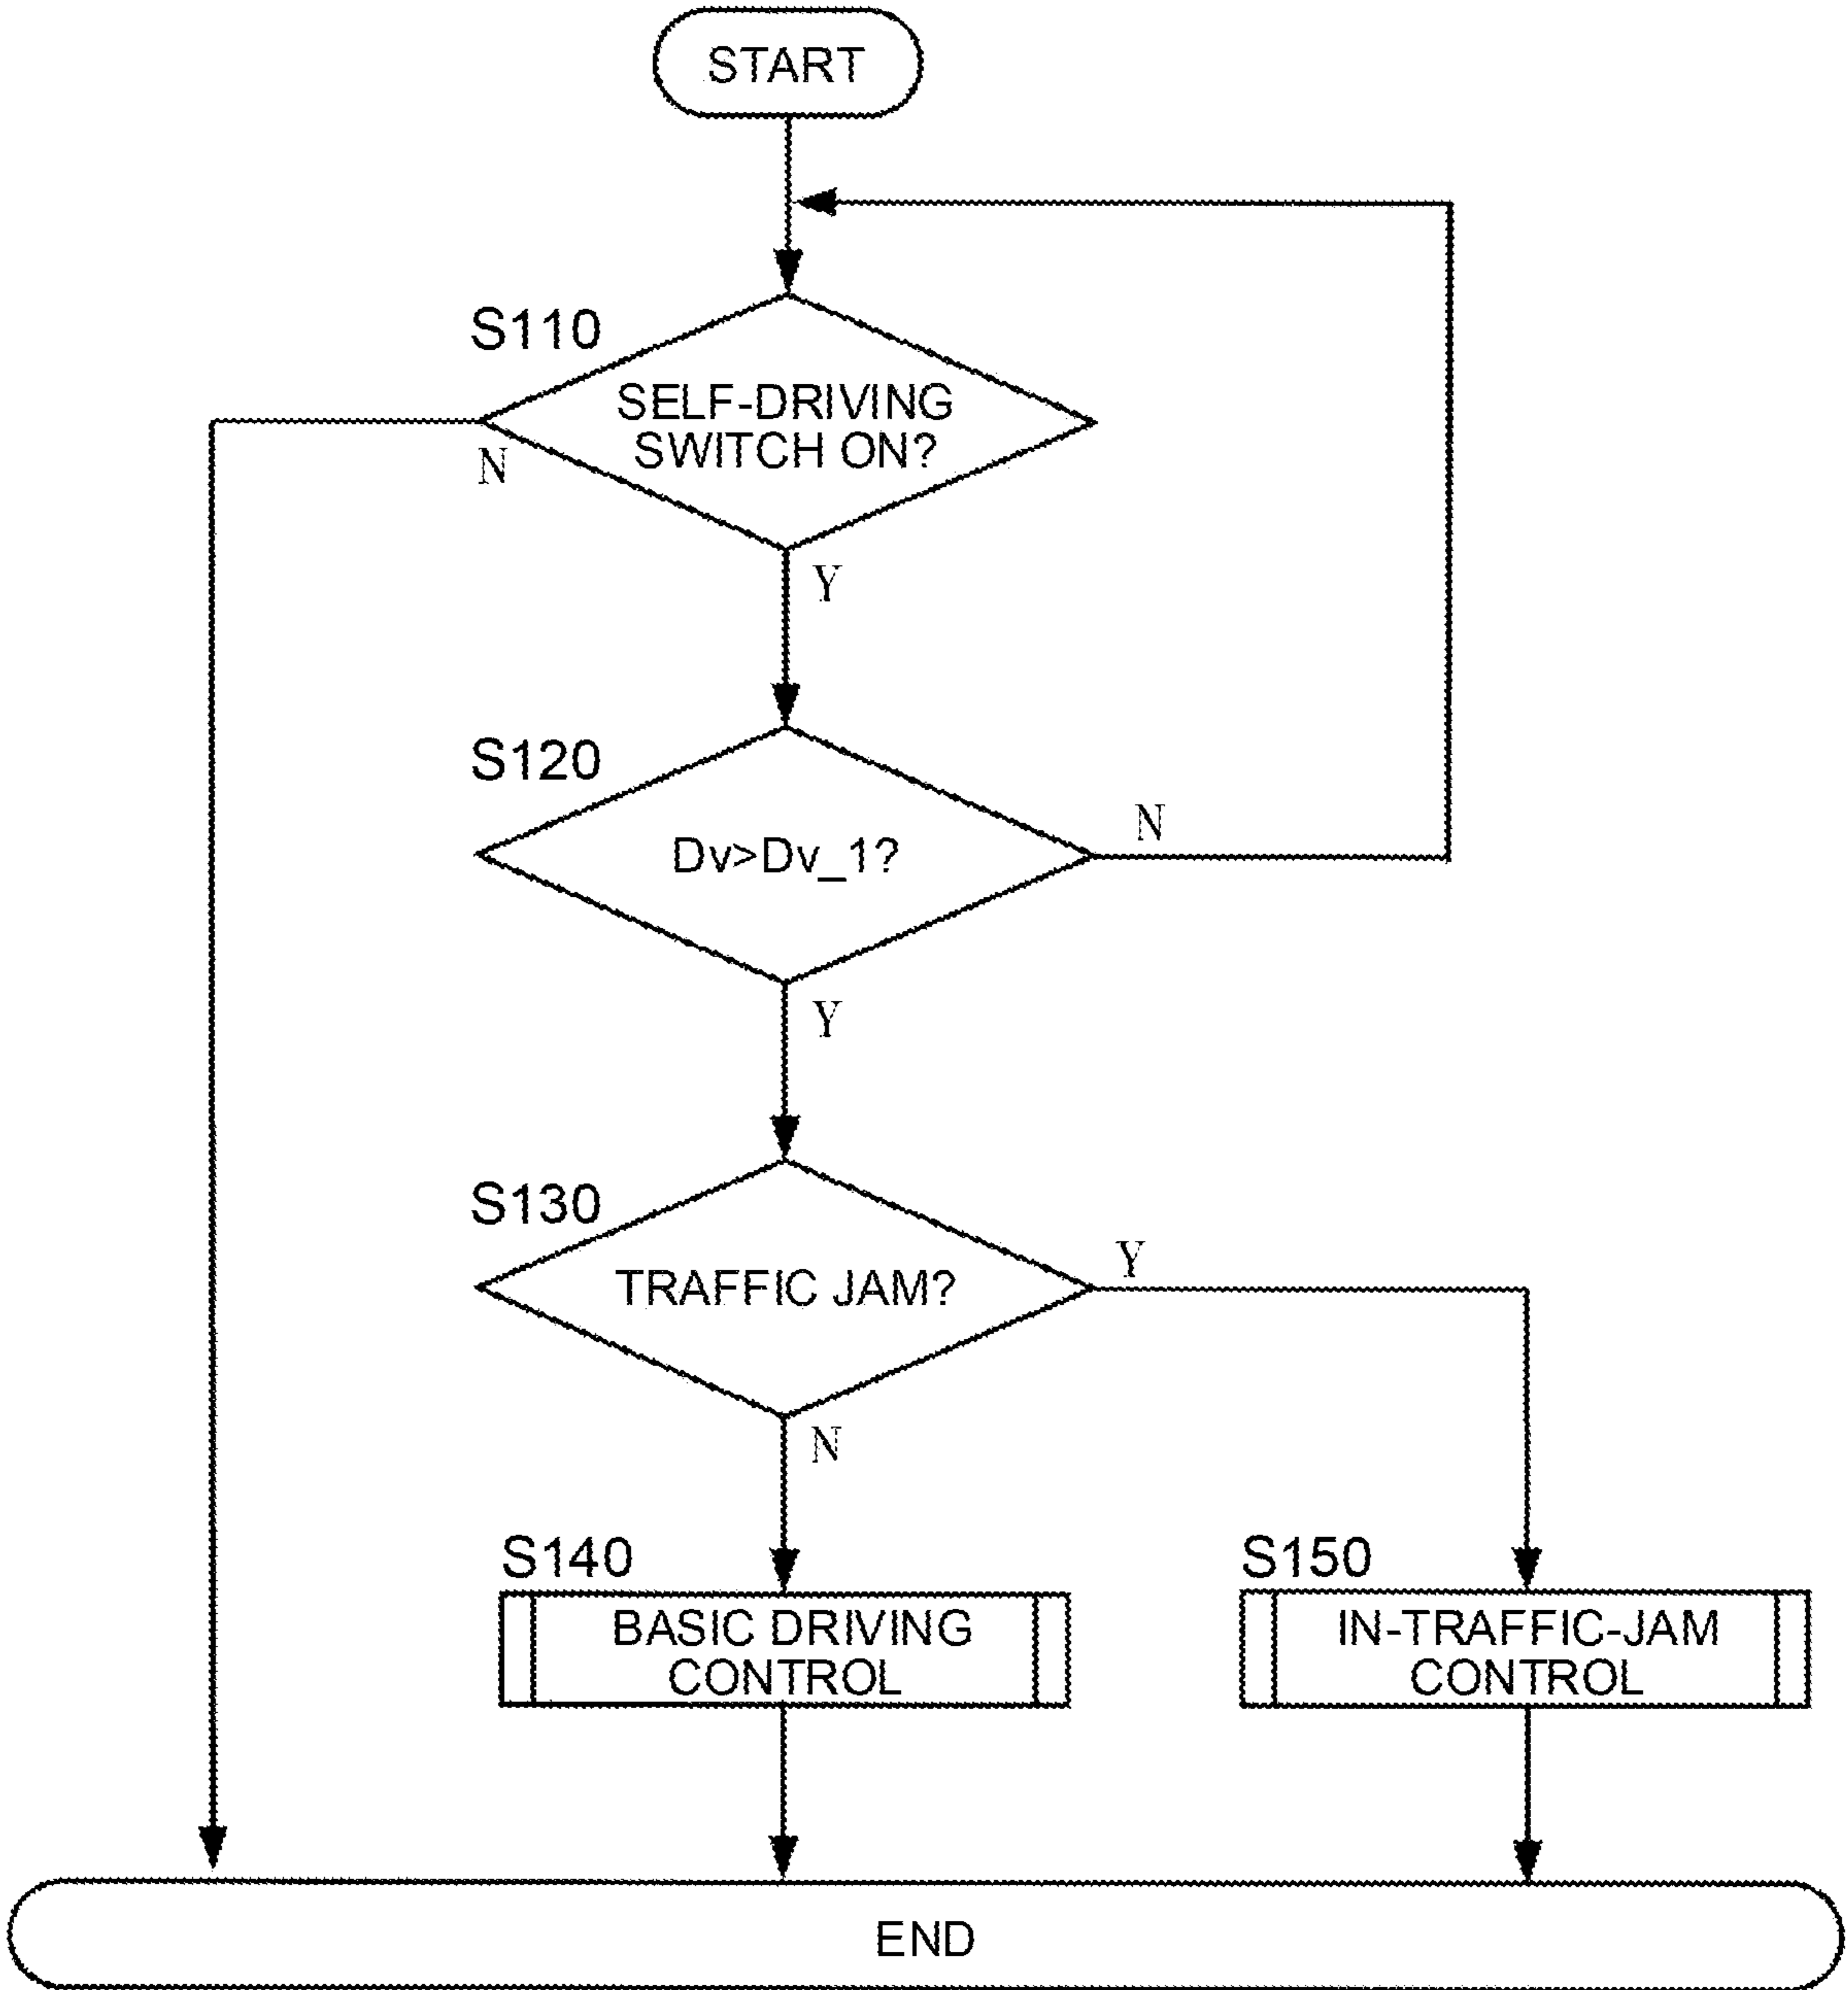 START
S110
SELF-DRIVING
SWITCH ON?
N
Y
S120
Dv>Dv_1?
N
Y
S130
TRAFFIC JAM?
Y
N
S140
BASIC DRIVING
CONTROL
S150
IN-TRAFFIC-JAM
CONTROL
END